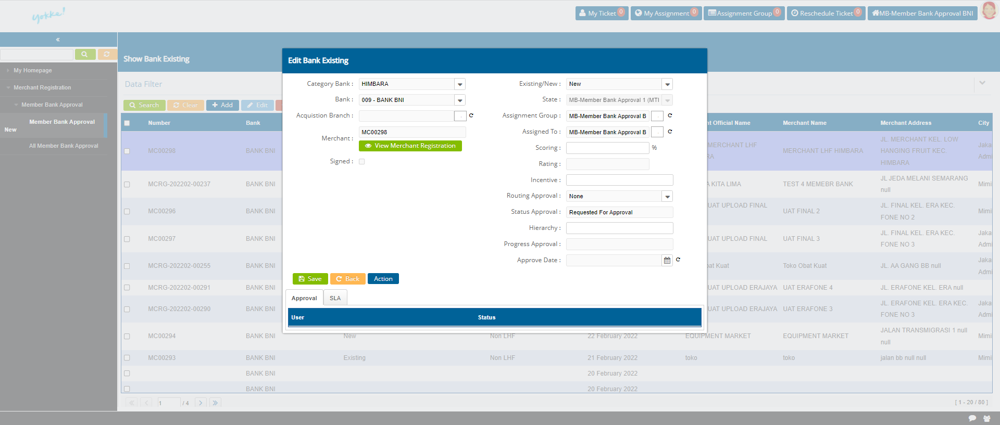 yokke!
My Ticket 0
My Assignment 0
Assignment Group 0
Reschedule Ticket 0
MB-Member Bank Approval BNI
«
My Homepage
Merchant Registration
Member Bank Approval
Member Bank Approval
New
All Member Bank Approval
Show Bank Existing
Data Filter
Search Clear Add Edit
Number Bank Official Name Merchant Name Merchant Address City
MC00298 BANK BNI MERCHANT LHF MERCHANT LHF HIMBARA JL. MERCHANT KEL. LOW
HANGING FRUIT KEC.
HIMBARA
MCRG-202202-00237 BANK BNI KITA LIMA TEST 4 MEMEBR BANK JL JEDA MELANI SEMARANG
null
MC00296 BANK BNI UAT UPLOAD FINAL UAT FINAL 2 JL. FINAL KEL. ERA KEC.
FONE NO 2
MC00297 BANK BNI UAT UPLOAD FINAL UAT FINAL 3 JL. FINAL KEL. ERA KEC.
FONE NO 3
MCRG-202202-00255 BANK BNI Kuat Toko Obat Kuat JL. AA GANG BB null
MCRG-202202-00291 BANK BNI UAT UPLOAD ERAJAYA UAT ERAFONE 4 JL. ERAFONE KEL. ERA null
MCRG-202202-00290 BANK BNI UAT UPLOAD ERAJAYA UAT ERAFONE 3 JL. ERAFONE KEL. ERA KEC.
FONE NO 3
MC00294 BANK BNI New Non LHF 22 February 2022 EQUIPMENT MARKET EQUIPMENT MARKET JALAN TRANSMIGRASI 1 null
null
MC00293 BANK BNI Existing Non LHF 21 February 2022 toko toko jalan bb null null
BANK BNI 20 February 2022
BANK BNI 20 February 2022
1 / 4
[ 1 - 20 / 80 ]
Edit Bank Existing
Category Bank : HIMBARA
Bank : 009 - BANK BNI
Acquistion Branch :
Merchant : MC00298
View Merchant Registration
Signed :
Existing/New : New
State : MB-Member Bank Approval 1 (MTI
Assignment Group : MB-Member Bank Approval B
Assigned To : MB-Member Bank Approval B
Scoring : %
Rating :
Incentive :
Routing Approval : None
Status Approval : Requested For Approval
Hierarchy :
Progress Approval :
Approve Date :
Save Back Action
Approval SLA
User Status